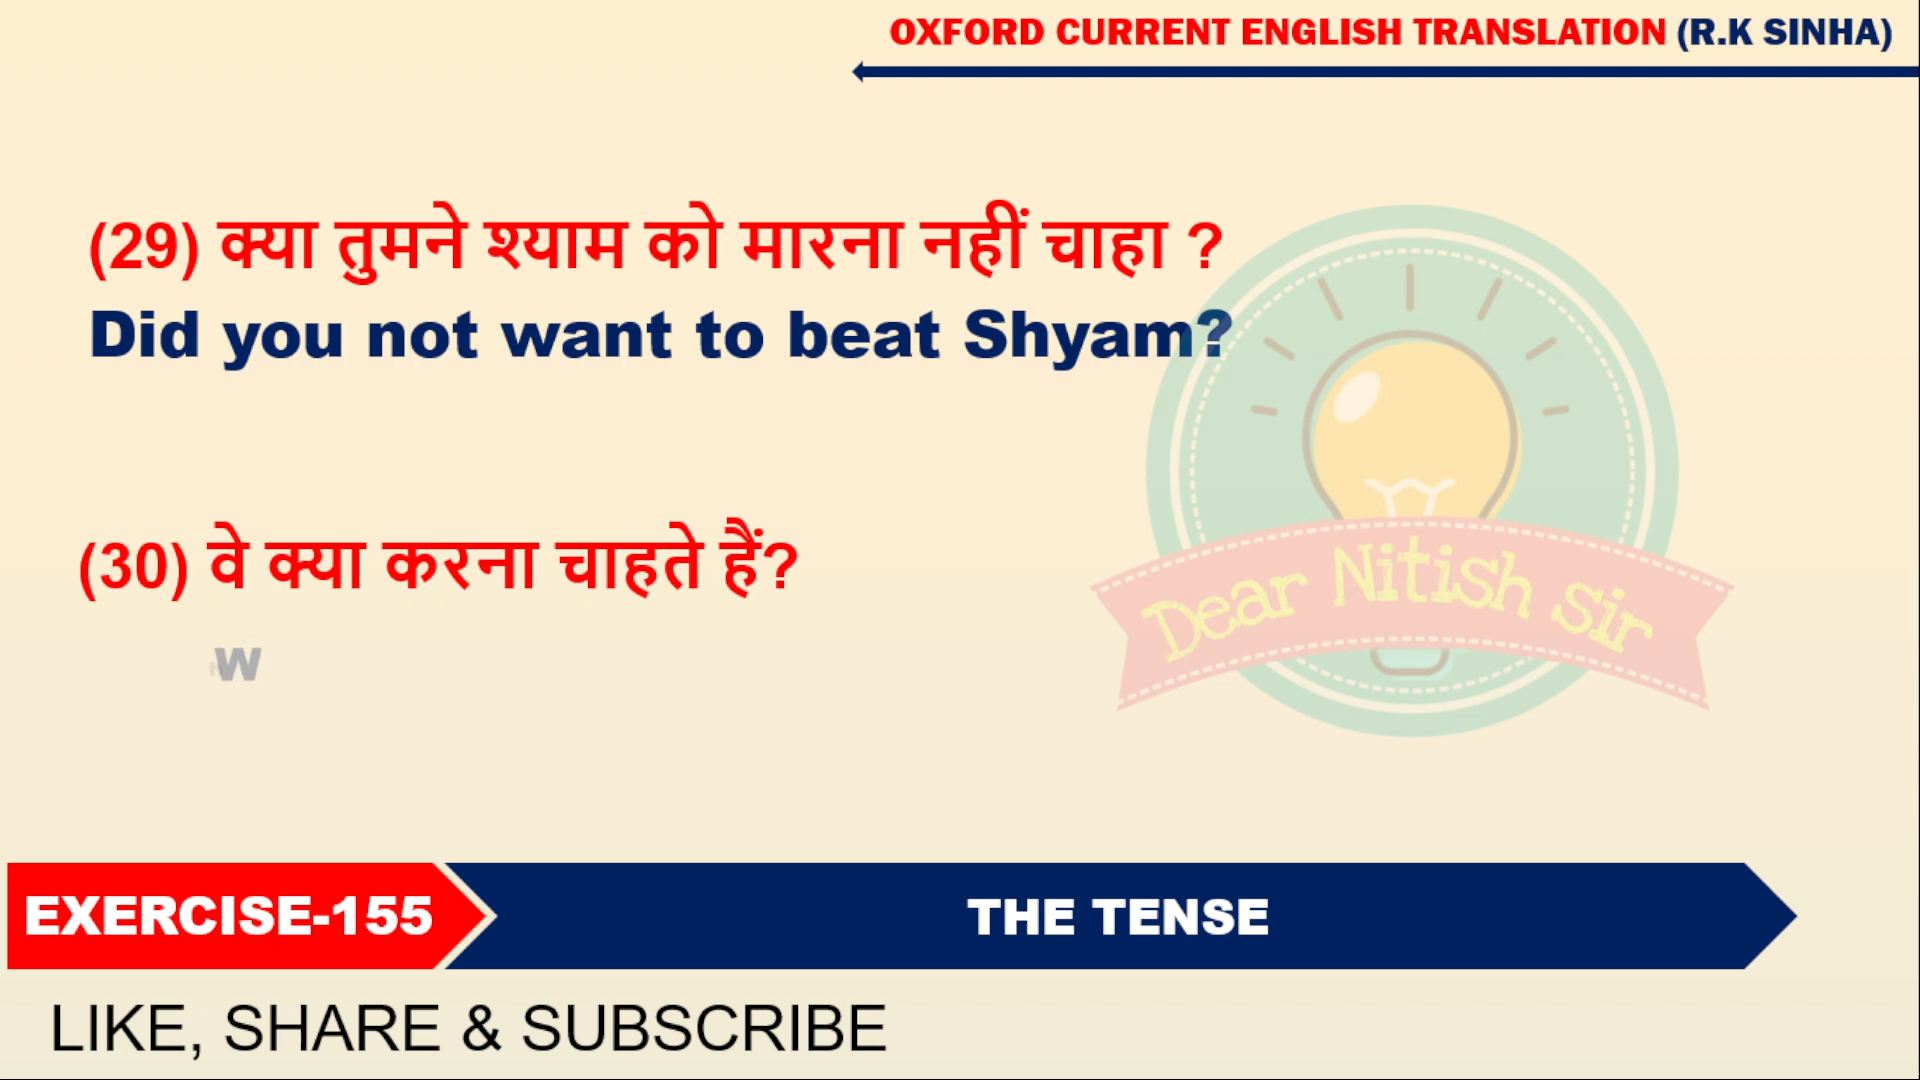 OXFORD CURRENT ENGLISH TRANSLATION (R.K SINHA)
(29) क्या तुमने श्याम को मारना नहीं चाहा ?
Did you not want to beat Shyam?
(30) वे क्या करना चाहते हैं?
W
Dear Nitish Sir
EXERCISE-155
THE TENSE
LIKE, SHARE & SUBSCRIBE